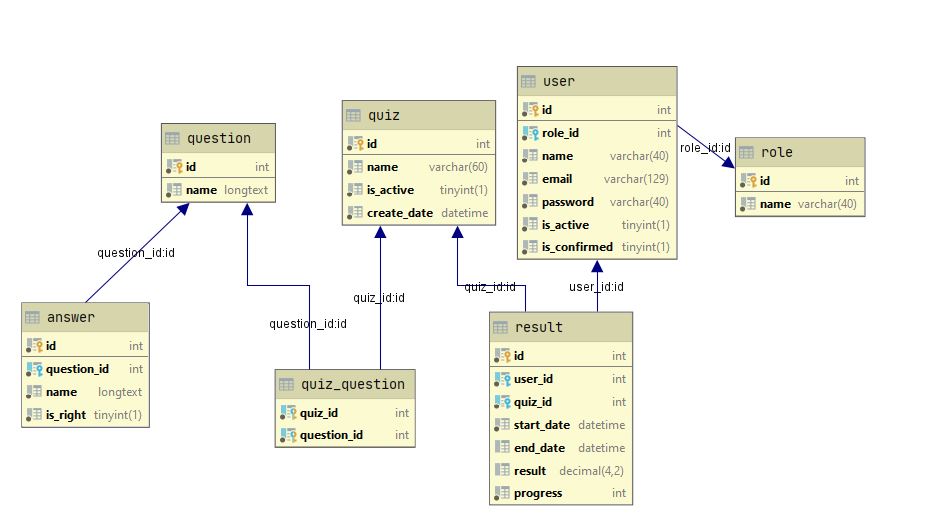 question
id int
name longtext
quiz
id int
name varchar(60)
is_active tinyint(1)
create_date datetime
user
id int
role_id int
name varchar(40)
email varchar(129)
password varchar(40)
is_active tinyint(1)
is_confirmed tinyint(1)
role_id:id
role
id int
name varchar(40)
question_id:id
question_id:id
quiz_id:id
quiz_id:id
user_id:id
answer
id int
question_id int
name longtext
is_right tinyint(1)
quiz_question
quiz_id int
question_id int
result
id int
user_id int
quiz_id int
start_date datetime
end_date datetime
result decimal(4,2)
progress int